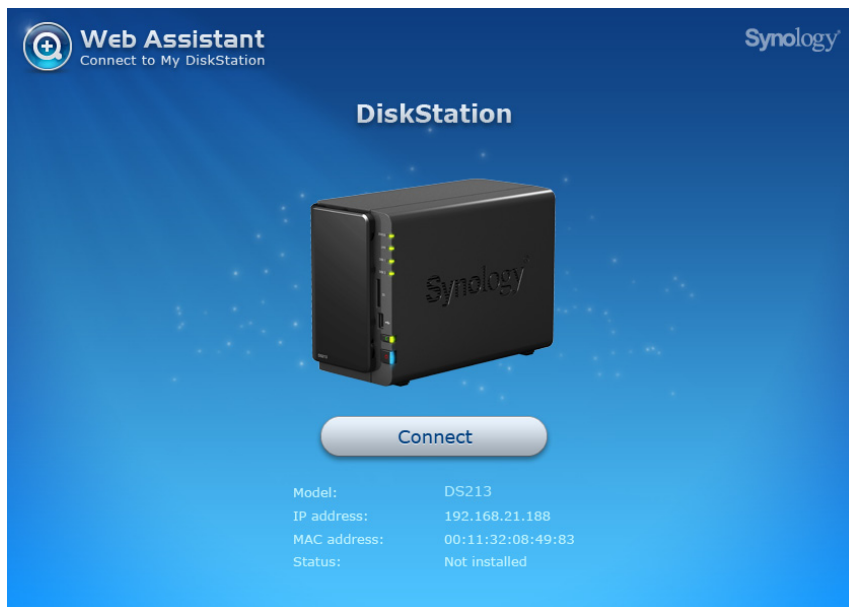 Web Assistant
Connect to My DiskStation
Synology
DiskStation
Synology
Connect
Model: DS213
IP address: 192.168.21.188
MAC address: 00:11:32:08:49:83
Status: Not installed